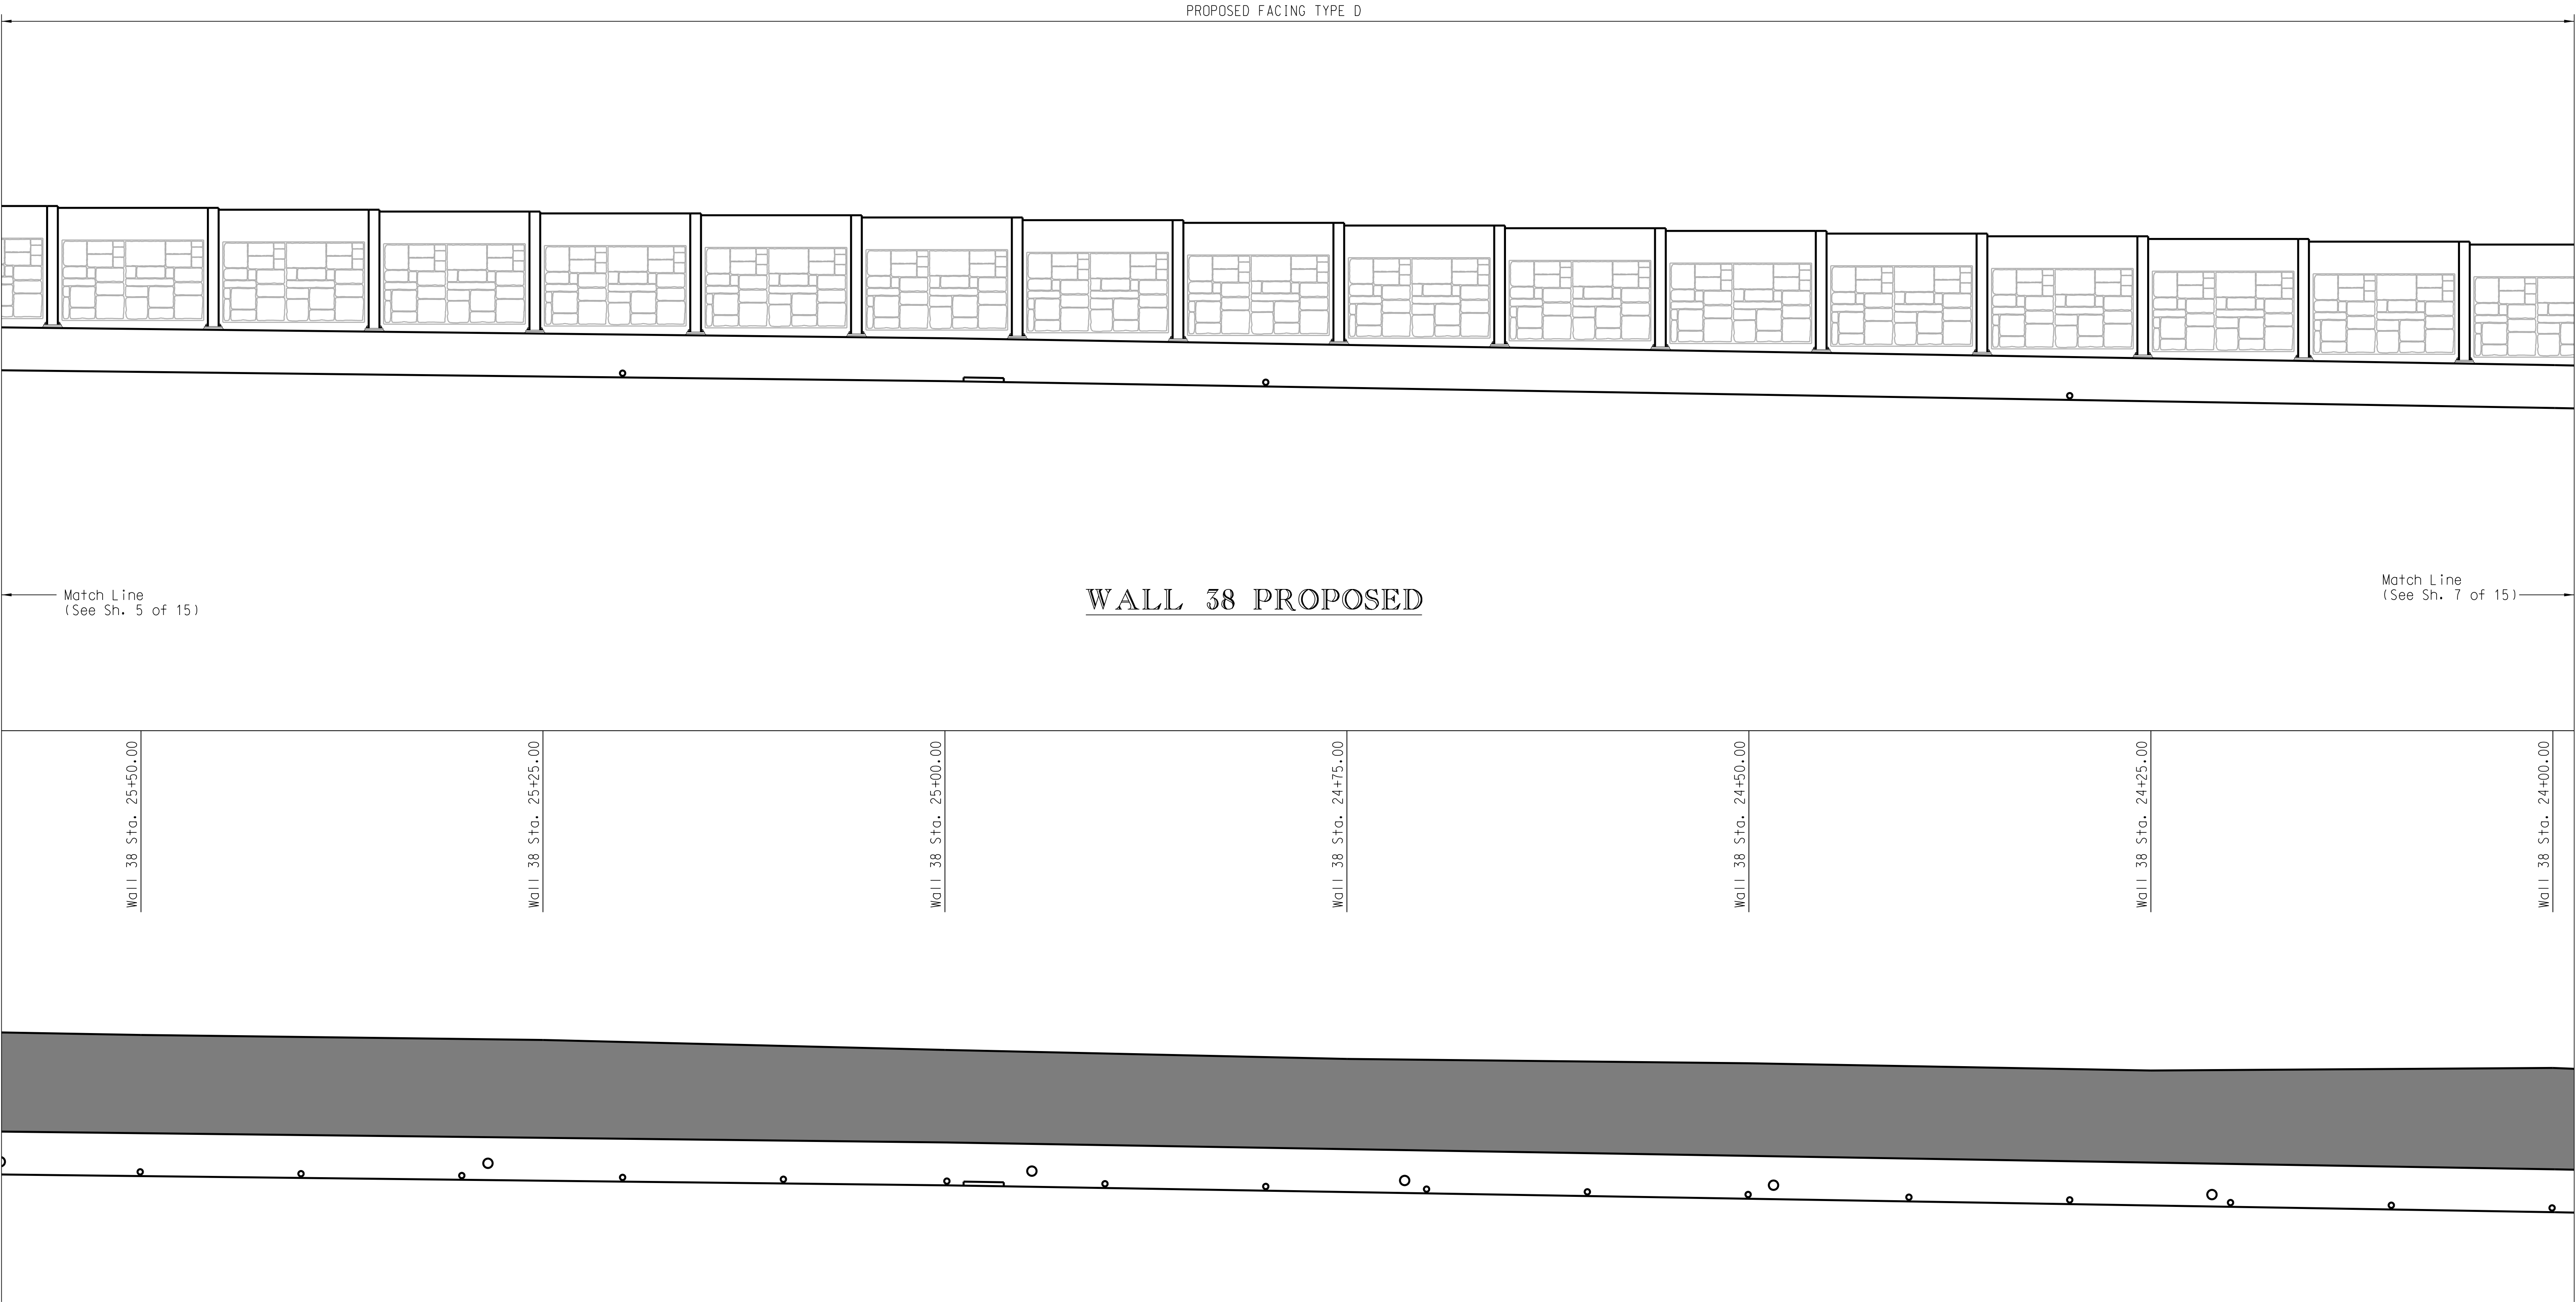 PROPOSED FACING TYPE D
Match Line
(See Sh. 5 of 15)
WALL 38 PROPOSED
Match Line
(See Sh. 7 of 15)
Wall 38 Sta. 25+50.00
Wall 38 Sta. 25+25.00
Wall 38 Sta. 25+00.00
Wall 38 Sta. 24+75.00
Wall 38 Sta. 24+50.00
Wall 38 Sta. 24+25.00
Wall 38 Sta. 24+00.00